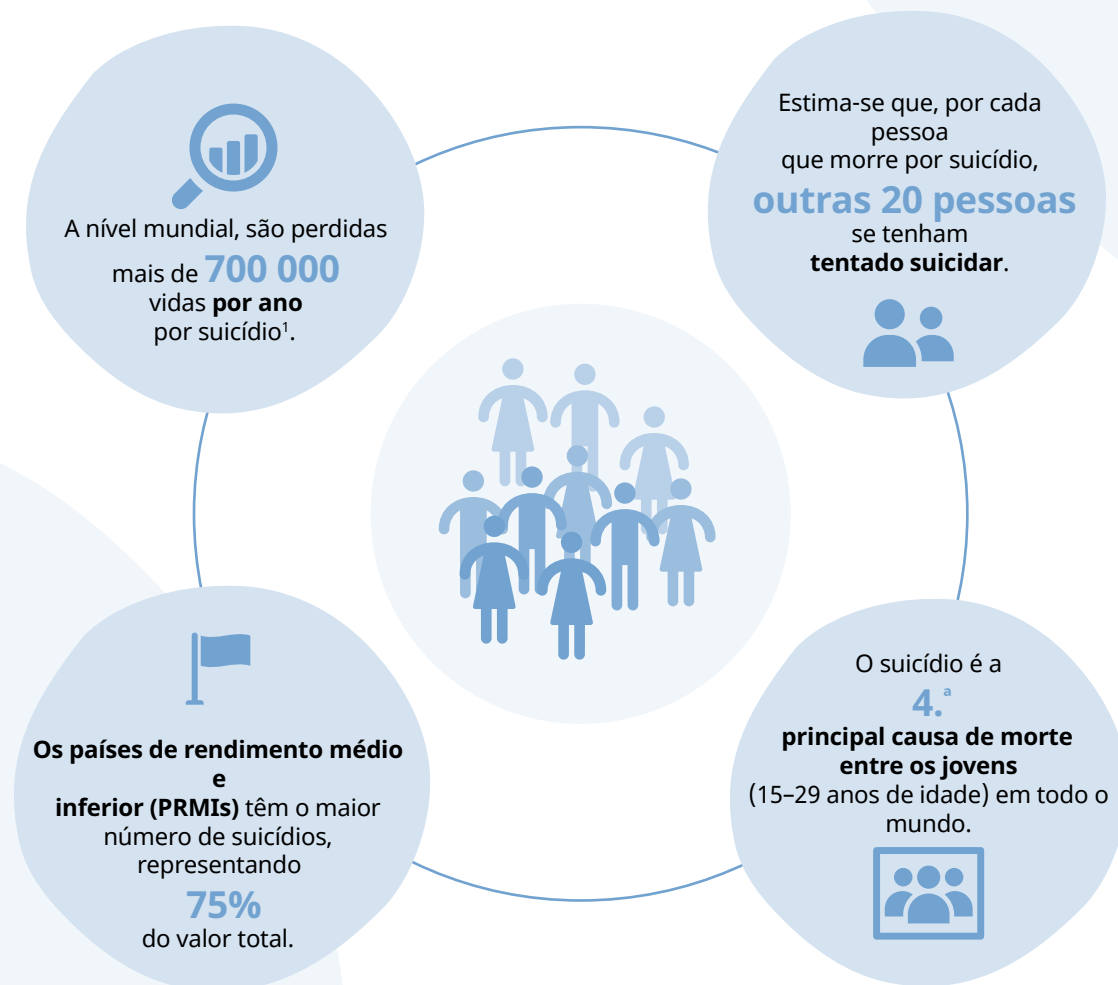 A nível mundial, são perdidas
mais de 700 000
vidas por ano
por suicídio¹.
Estima-se que, por cada
pessoa
que morre por suicídio,
outras 20 pessoas
se tenham
tentado suicidar.
Os países de rendimento médio
e
inferior (PRMIs) têm o maior
número de suicídios,
representando
75%
do valor total.
O suicídio é a
4.ª
principal causa de morte
entre os jovens
(15–29 anos de idade) em todo o
mundo.